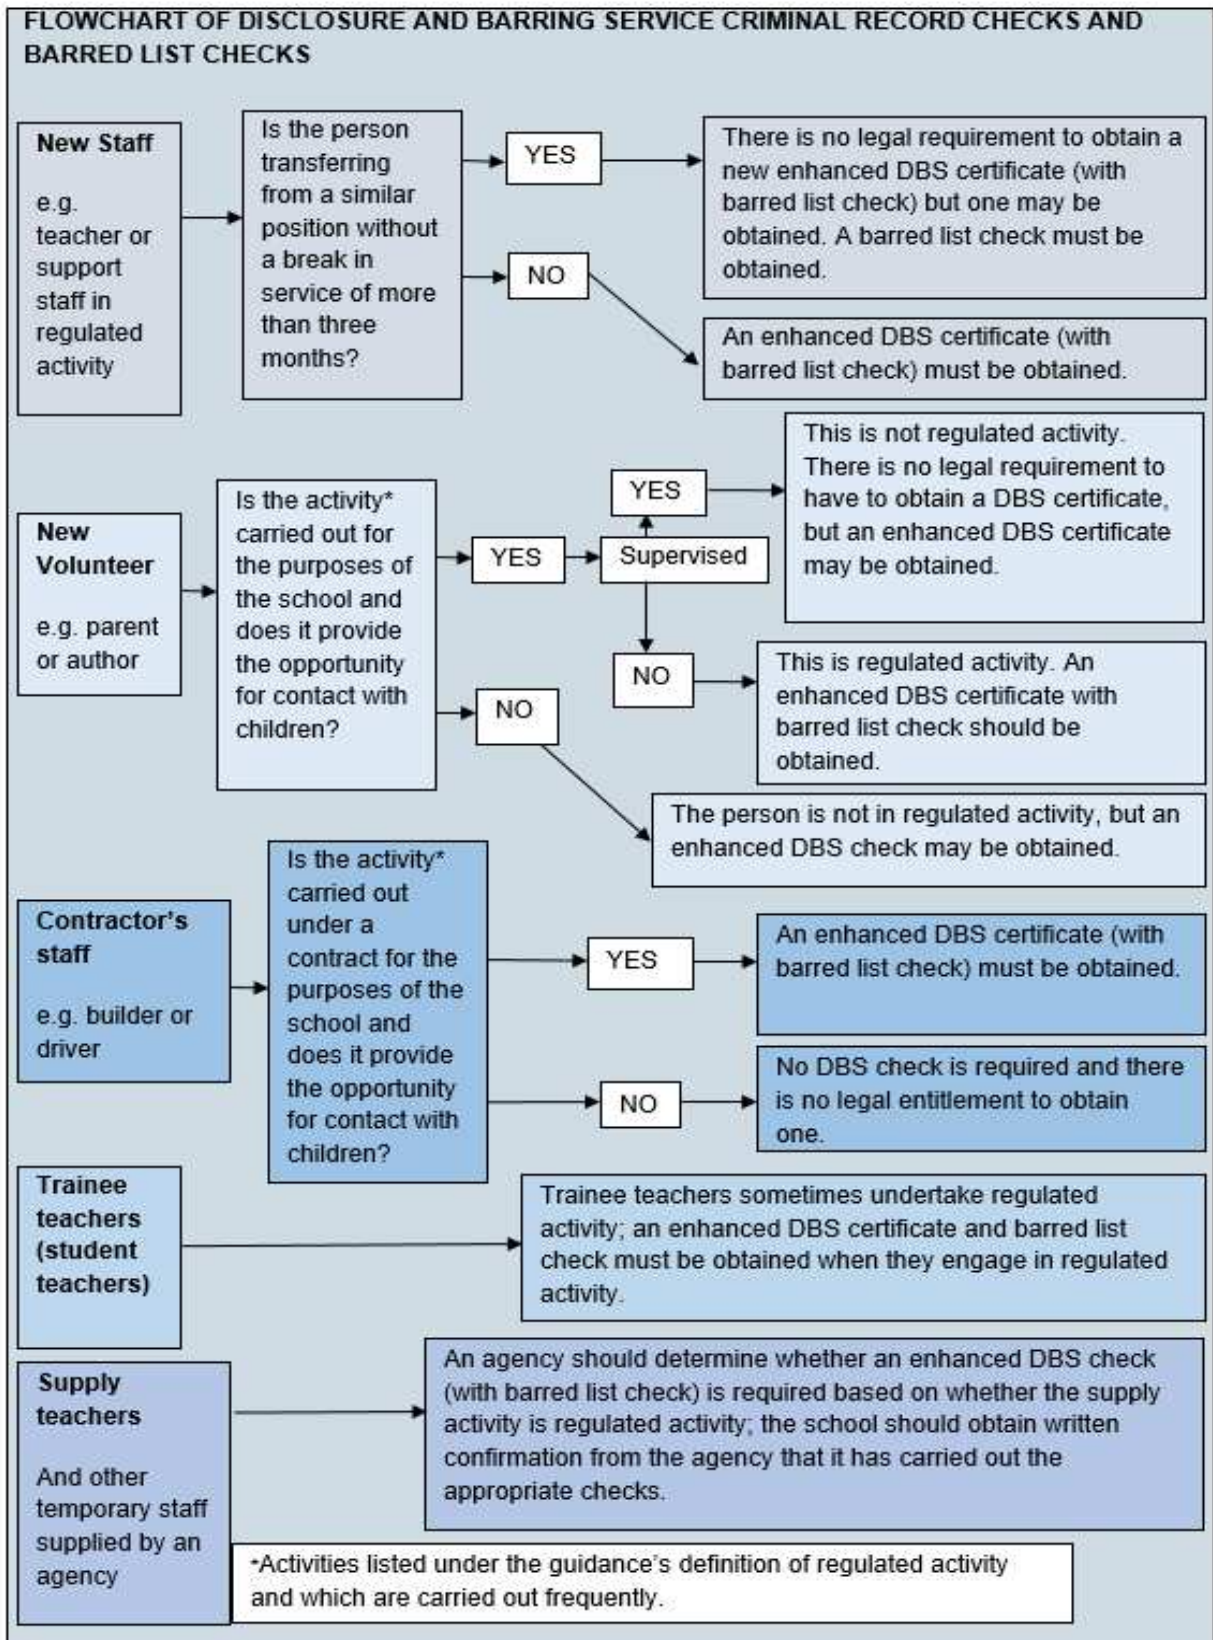 FLOWCHART OF DISCLOSURE AND BARRING SERVICE CRIMINAL RECORD CHECKS AND
BARRED LIST CHECKS
New Staff
e.g.
teacher or
support
staff in
regulated
activity
Is the person
transferring
from a similar
position without
a break in
service of more
than three
months?
YES
There is no legal requirement to obtain a
new enhanced DBS certificate (with
barred list check) but one may be
obtained. A barred list check must be
obtained.
NO
An enhanced DBS certificate (with
barred list check) must be obtained.
New
Volunteer
e.g. parent
or author
Is the activity*
carried out for
the purposes of
the school and
does it provide
the opportunity
for contact with
children?
YES
Supervised
YES
This is not regulated activity.
There is no legal requirement to
have to obtain a DBS certificate,
but an enhanced DBS certificate
may be obtained.
NO
This is regulated activity. An
enhanced DBS certificate with
barred list check should be
obtained.
NO
The person is not in regulated activity, but an
enhanced DBS check may be obtained.
Contractor's
staff
e.g. builder or
driver
Is the activity*
carried out
under a
contract for the
purposes of the
school and
does it provide
the opportunity
for contact with
children?
YES
An enhanced DBS certificate (with
barred list check) must be obtained.
NO
No DBS check is required and there
is no legal entitlement to obtain
one.
Trainee
teachers
(student
teachers)
Trainee teachers sometimes undertake regulated
activity; an enhanced DBS certificate and barred list
check must be obtained when they engage in regulated
activity.
Supply
teachers
And other
temporary staff
supplied by an
agency
An agency should determine whether an enhanced DBS check
(with barred list check) is required based on whether the supply
activity is regulated activity; the school should obtain written
confirmation from the agency that it has carried out the
appropriate checks.
*Activities listed under the guidance's definition of regulated activity
and which are carried out frequently.